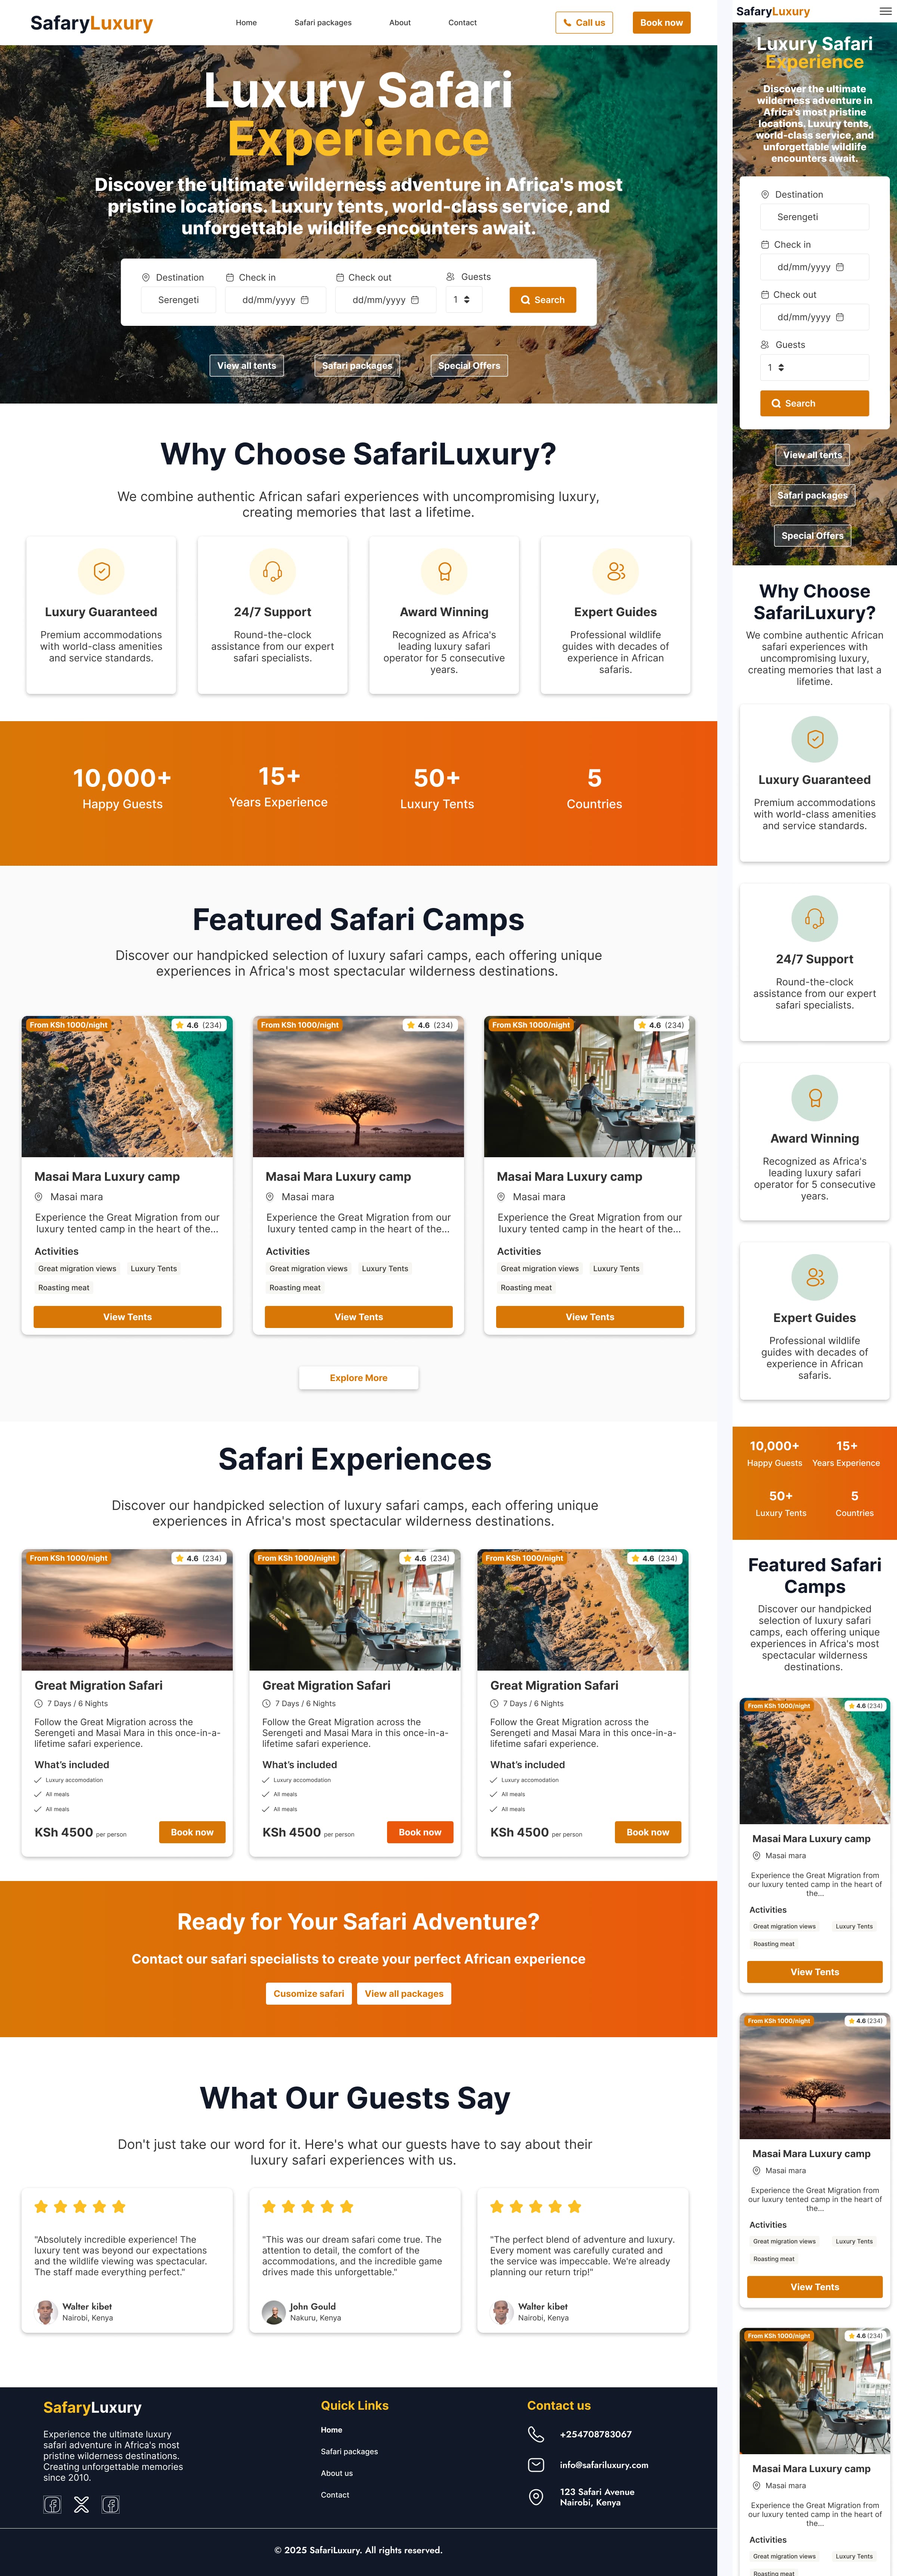 SafaryLuxury
Home
Safari packages
About
Contact
Call us
Book now
Luxury Safari
Experience
Discover the ultimate wilderness adventure in Africa's most
pristine locations. Luxury tents, world-class service, and
unforgettable wildlife encounters await.
Destination
Check in
Check out
Guests
Serengeti
dd/mm/yyyy
dd/mm/yyyy
1
Search
View all tents
Safari packages
Special Offers
Why Choose SafariLuxury?
We combine authentic African safari experiences with uncompromising luxury,
creating memories that last a lifetime.
Luxury Guaranteed
Premium accommodations
with world-class amenities
and service standards.
24/7 Support
Round-the-clock
assistance from our expert
safari specialists.
Award Winning
Recognized as Africa's
leading luxury safari
operator for 5 consecutive
years.
Expert Guides
Professional wildlife
guides with decades of
experience in African
safaris.
10,000+
Happy Guests
15+
Years Experience
50+
Luxury Tents
5
Countries
Featured Safari Camps
Discover our handpicked selection of luxury safari camps, each offering unique
experiences in Africa's most spectacular wilderness destinations.
From KSh 1000/night
4.6 (234)
Masai Mara Luxury camp
Masai mara
Experience the Great Migration from our
luxury tented camp in the heart of the...
Activities
Great migration views
Luxury Tents
Roasting meat
View Tents
From KSh 1000/night
4.6 (234)
Masai Mara Luxury camp
Masai mara
Experience the Great Migration from our
luxury tented camp in the heart of the...
Activities
Great migration views
Luxury Tents
Roasting meat
View Tents
From KSh 1000/night
4.6 (234)
Masai Mara Luxury camp
Masai mara
Experience the Great Migration from our
luxury tented camp in the heart of the...
Activities
Great migration views
Luxury Tents
Roasting meat
View Tents
Explore More
Safari Experiences
Discover our handpicked selection of luxury safari camps, each offering unique
experiences in Africa's most spectacular wilderness destinations.
From KSh 1000/night
4.6 (234)
Great Migration Safari
7 Days / 6 Nights
Follow the Great Migration across the
Serengeti and Masai Mara in this once-in-a-
lifetime safari experience.
What's included
Luxury accomodation
All meals
All meals
KSh 4500 per person
Book now
From KSh 1000/night
4.6 (234)
Great Migration Safari
7 Days / 6 Nights
Follow the Great Migration across the
Serengeti and Masai Mara in this once-in-a-
lifetime safari experience.
What's included
Luxury accomodation
All meals
All meals
KSh 4500 per person
Book now
From KSh 1000/night
4.6 (234)
Great Migration Safari
7 Days / 6 Nights
Follow the Great Migration across the
Serengeti and Masai Mara in this once-in-a-
lifetime safari experience.
What's included
Luxury accomodation
All meals
All meals
KSh 4500 per person
Book now
Ready for Your Safari Adventure?
Contact our safari specialists to create your perfect African experience
Cusomize safari
View all packages
What Our Guests Say
Don't just take our word for it. Here's what our guests have to say about their
luxury safari experiences with us.
"Absolutely incredible experience! The
luxury tent was beyond our expectations
and the wildlife viewing was spectacular.
The staff made everything perfect."
Walter kibet
Nairobi, Kenya
"This was our dream safari come true. The
attention to detail, the comfort of the
accommodations, and the incredible game
drives made this unforgettable."
John Gould
Nakuru, Kenya
"The perfect blend of adventure and luxury.
Every moment was carefully curated and
the service was impeccable. We're already
planning our return trip!"
Walter kibet
Nairobi, Kenya
SafaryLuxury
Experience the ultimate luxury
safari adventure in Africa's most
pristine wilderness destinations.
Creating unforgettable memories
since 2010.
Quick Links
Home
Safari packages
About us
Contact
Contact us
+254708783067
info@safariluxury.com
123 Safari Avenue
Nairobi, Kenya
© 2025 SafariLuxury. All rights reserved.
SafaryLuxury
Luxury Safari
Experience
Discover the ultimate
wilderness adventure in
Africa's most pristine
locations. Luxury tents,
world-class service, and
unforgettable wildlife
encounters await.
Destination
Serengeti
Check in
dd/mm/yyyy
Check out
dd/mm/yyyy
Guests
1
Search
View all tents
Safari packages
Special Offers
Why Choose
SafariLuxury?
We combine authentic African
safari experiences with
uncompromising luxury,
creating memories that last a
lifetime.
Luxury Guaranteed
Premium accommodations
with world-class amenities
and service standards.
24/7 Support
Round-the-clock
assistance from our expert
safari specialists.
Award Winning
Recognized as Africa's
leading luxury safari
operator for 5 consecutive
years.
Expert Guides
Professional wildlife
guides with decades of
experience in African
safaris.
10,000+
Happy Guests
15+
Years Experience
50+
Luxury Tents
5
Countries
Featured Safari
Camps
Discover our handpicked
selection of luxury safari
camps, each offering unique
experiences in Africa's most
spectacular wilderness
destinations.
From KSh 1000/night
4.6 (234)
Masai Mara Luxury camp
Masai mara
Experience the Great Migration from
our luxury tented camp in the heart of
the...
Activities
Great migration views
Luxury Tents
Roasting meat
View Tents
From KSh 1000/night
4.6 (234)
Masai Mara Luxury camp
Masai mara
Experience the Great Migration from
our luxury tented camp in the heart of
the...
Activities
Great migration views
Luxury Tents
Roasting meat
View Tents
From KSh 1000/night
4.6 (234)
Masai Mara Luxury camp
Masai mara
Experience the Great Migration from
our luxury tented camp in the heart of
the...
Activities
Great migration views
Luxury Tents
Roasting meat